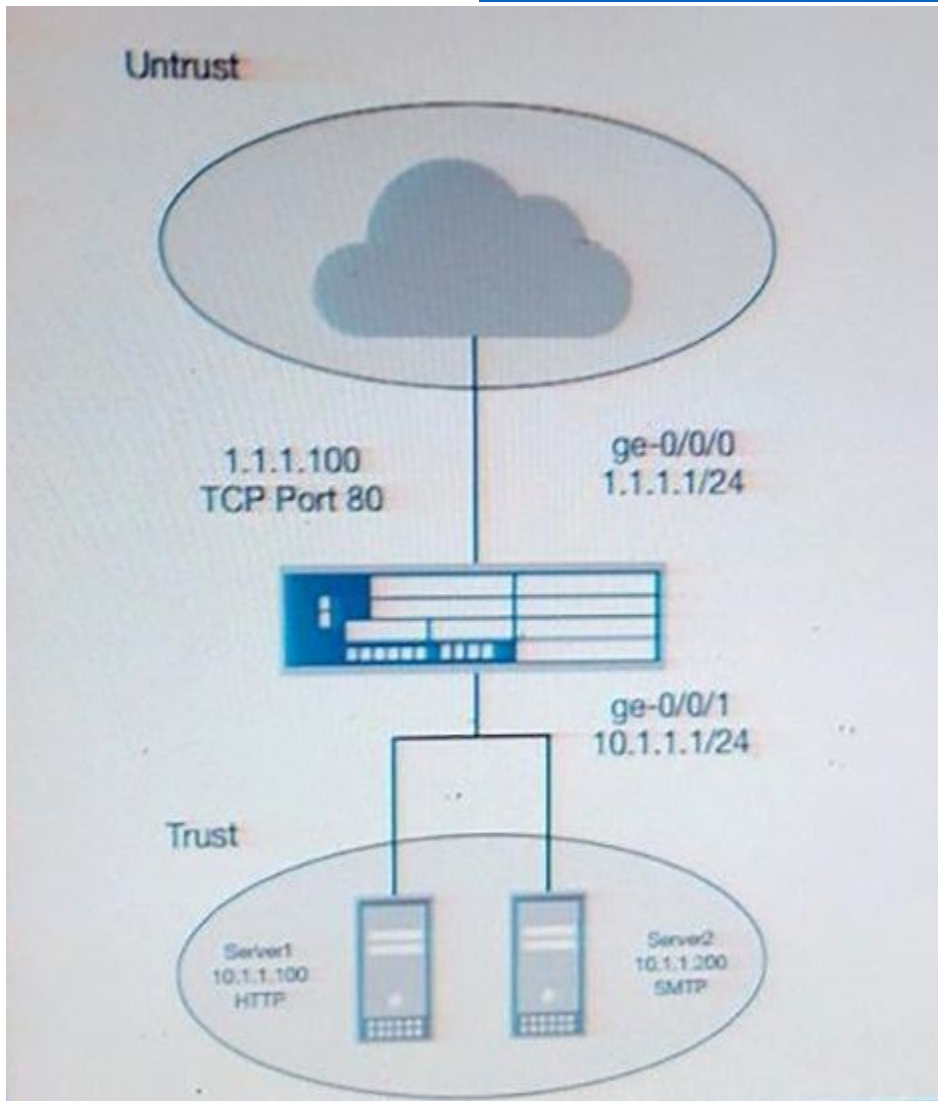 Untrust
1.1.1.100
TCP Port 80
ge-0/0/0
1.1.1.1/24
ge-0/0/1
10.1.1.1/24
Trust
Server1
10.1.1.100
HTTP
Server2
10.1.1.200
SMTP